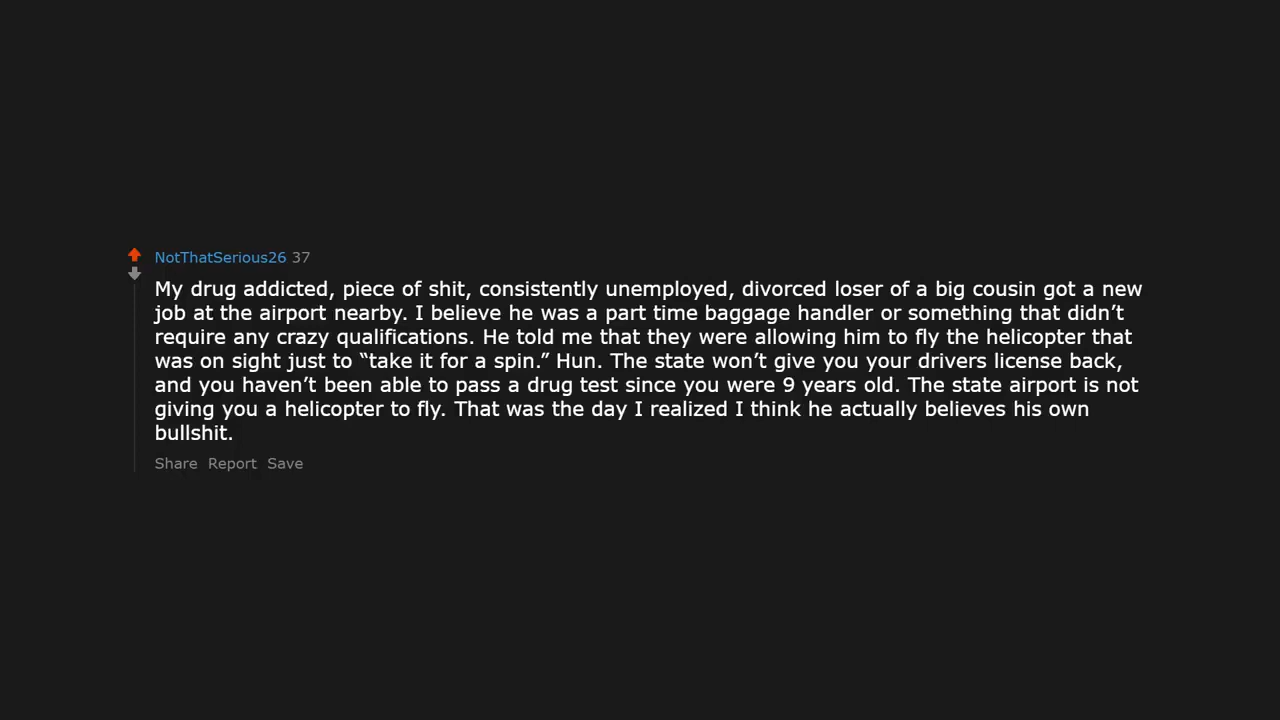 NotThatSerious26 37
My drug addicted, piece of shit, consistently unemployed, divorced loser of a big cousin got a new
job at the airport nearby. I believe he was a part time baggage handler or something that didn’t
require any crazy qualifications. He told me that they were allowing him to fly the helicopter that
was on sight just to “take it for a spin.” Hun. The state won’t give you your drivers license back,
and you haven’t been able to pass a drug test since you were 9 years old. The state airport is not
giving you a helicopter to fly. That was the day I realized I think he actually believes his own
bullshit.
Share Report Save